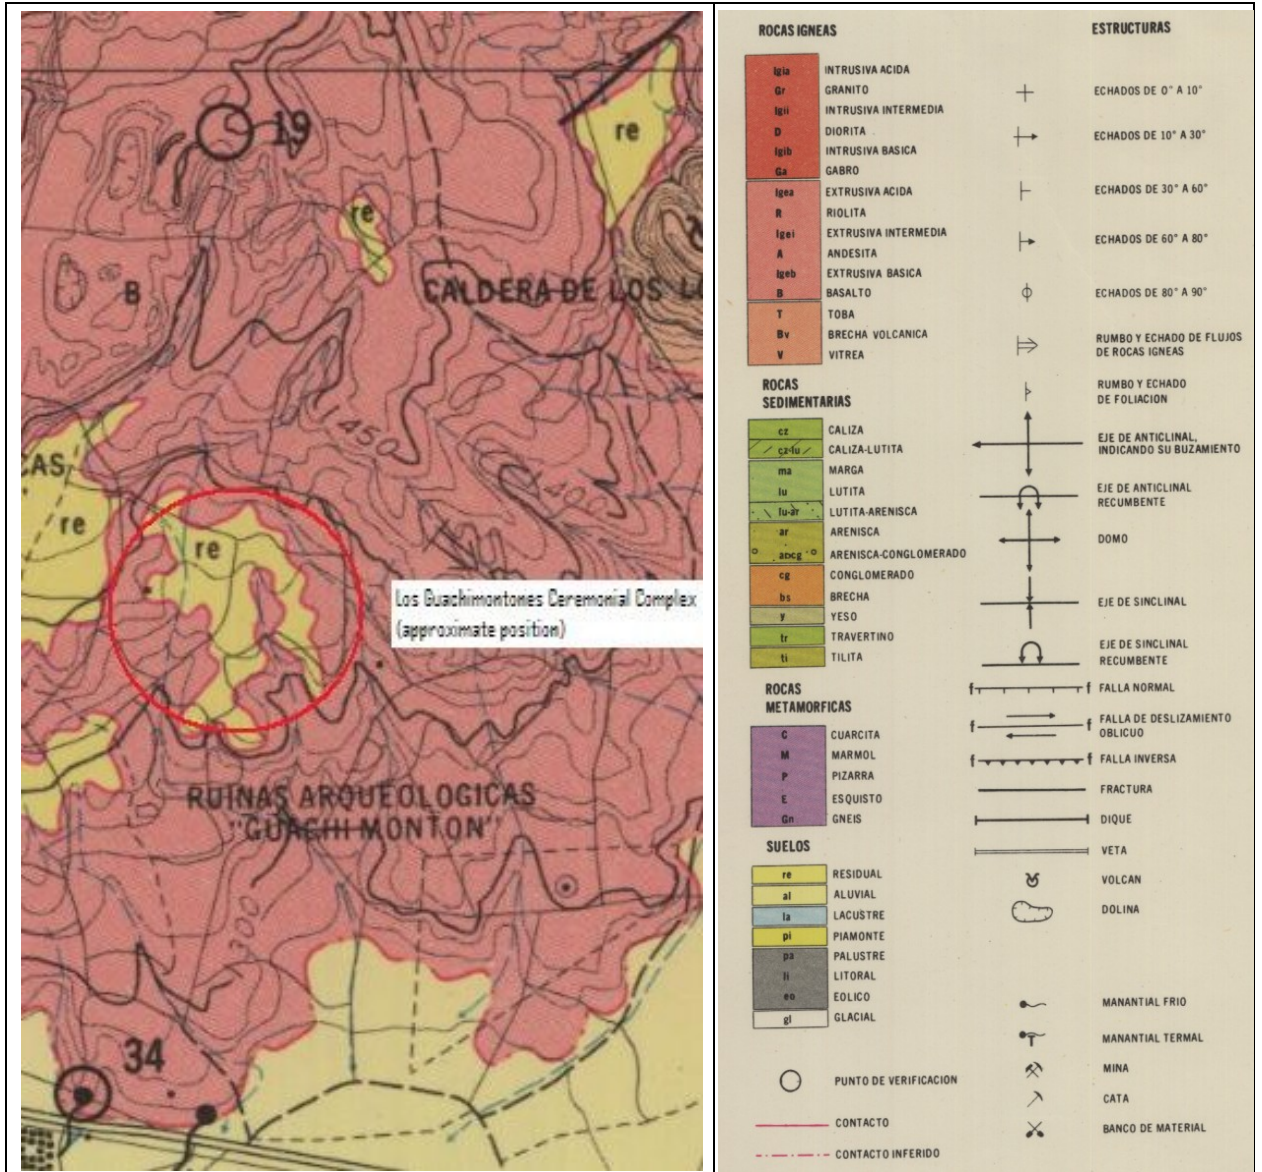 19
re
re
CALDERA DE LOS
B
1450
1400
CAS
re
re
Los Guachimontones Ceremonial Complex
(approximate position)
RUINAS ARQUEOLOGICAS
"GUACHI MONTON"
34
ROCAS IGNEAS
Igia INTRUSIVA ACIDA
Gr GRANITO
Igii INTRUSIVA INTERMEDIA
D DIORITA
Igib INTRUSIVA BASICA
Ga GABRO
Igea EXTRUSIVA ACIDA
R RIOLITA
Igei EXTRUSIVA INTERMEDIA
A ANDESITA
Igeb EXTRUSIVA BASICA
B BASALTO
T TOBA
Bv BRECHA VOLCANICA
V VITREA
ROCAS
SEDIMENTARIAS
cz CALIZA
cz-lu CALIZA-LUTITA
ma MARGA
lu LUTITA
lu-ar LUTITA-ARENISCA
ar ARENISCA
ARENISCA-CONGLOMERADO
cg CONGLOMERADO
bs BRECHA
y YESO
tr TRAVERTINO
ti TILITA
ROCAS
METAMORFICAS
C CUARCITA
M MARMOL
P PIZARRA
E ESQUISTO
Gn GNEIS
SUELOS
re RESIDUAL
al ALUVIAL
la LACUSTRE
pi PIAMONTE
pa PALUSTRE
li LITORAL
eo EOLICO
gl GLACIAL
PUNTO DE VERIFICACION
CONTACTO
CONTACTO INFERIDO
ESTRUCTURAS
ECHADOS DE 0° A 10°
ECHADOS DE 10° A 30°
ECHADOS DE 30° A 60°
ECHADOS DE 60° A 80°
ECHADOS DE 80° A 90°
RUMBO Y ECHADO DE FLUJOS
DE ROCAS IGNEAS
RUMBO Y ECHADO
DE FOLIACION
EJE DE ANTICLINAL,
INDICANDO SU BUZAMIENTO
EJE DE ANTICLINAL
RECUMBENTE
DOMO
EJE DE SINCLINAL
EJE DE SINCLINAL
RECUMBENTE
f f FALLA NORMAL
f f FALLA DE DESLIZAMIENTO
OBLICUO
f f FALLA INVERSA
FRACTURA
DIQUE
VETA
VOLCAN
DOLINA
MANANTIAL FRIO
MANANTIAL TERMAL
MINA
CATA
BANCO DE MATERIAL